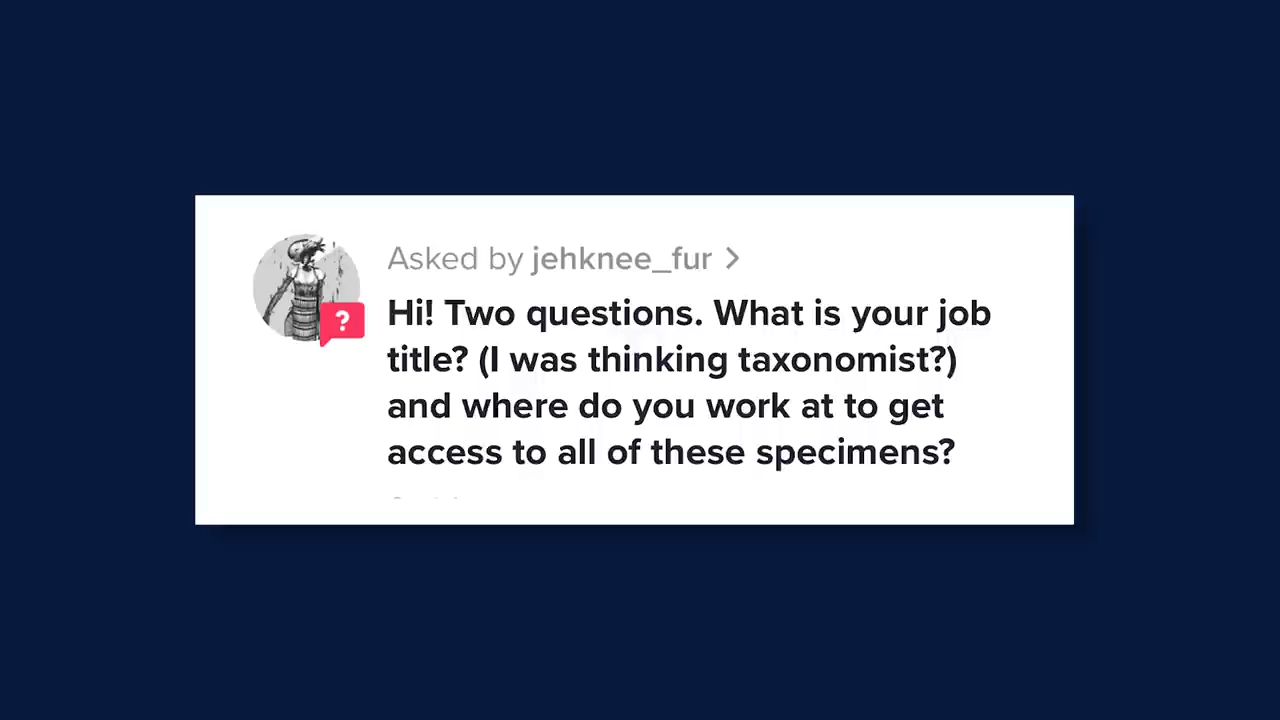 Asked by jehknee_fur >
Hi! Two questions. What is your job
title? (I was thinking taxonomist?)
and where do you work at to get
access to all of these specimens?
?